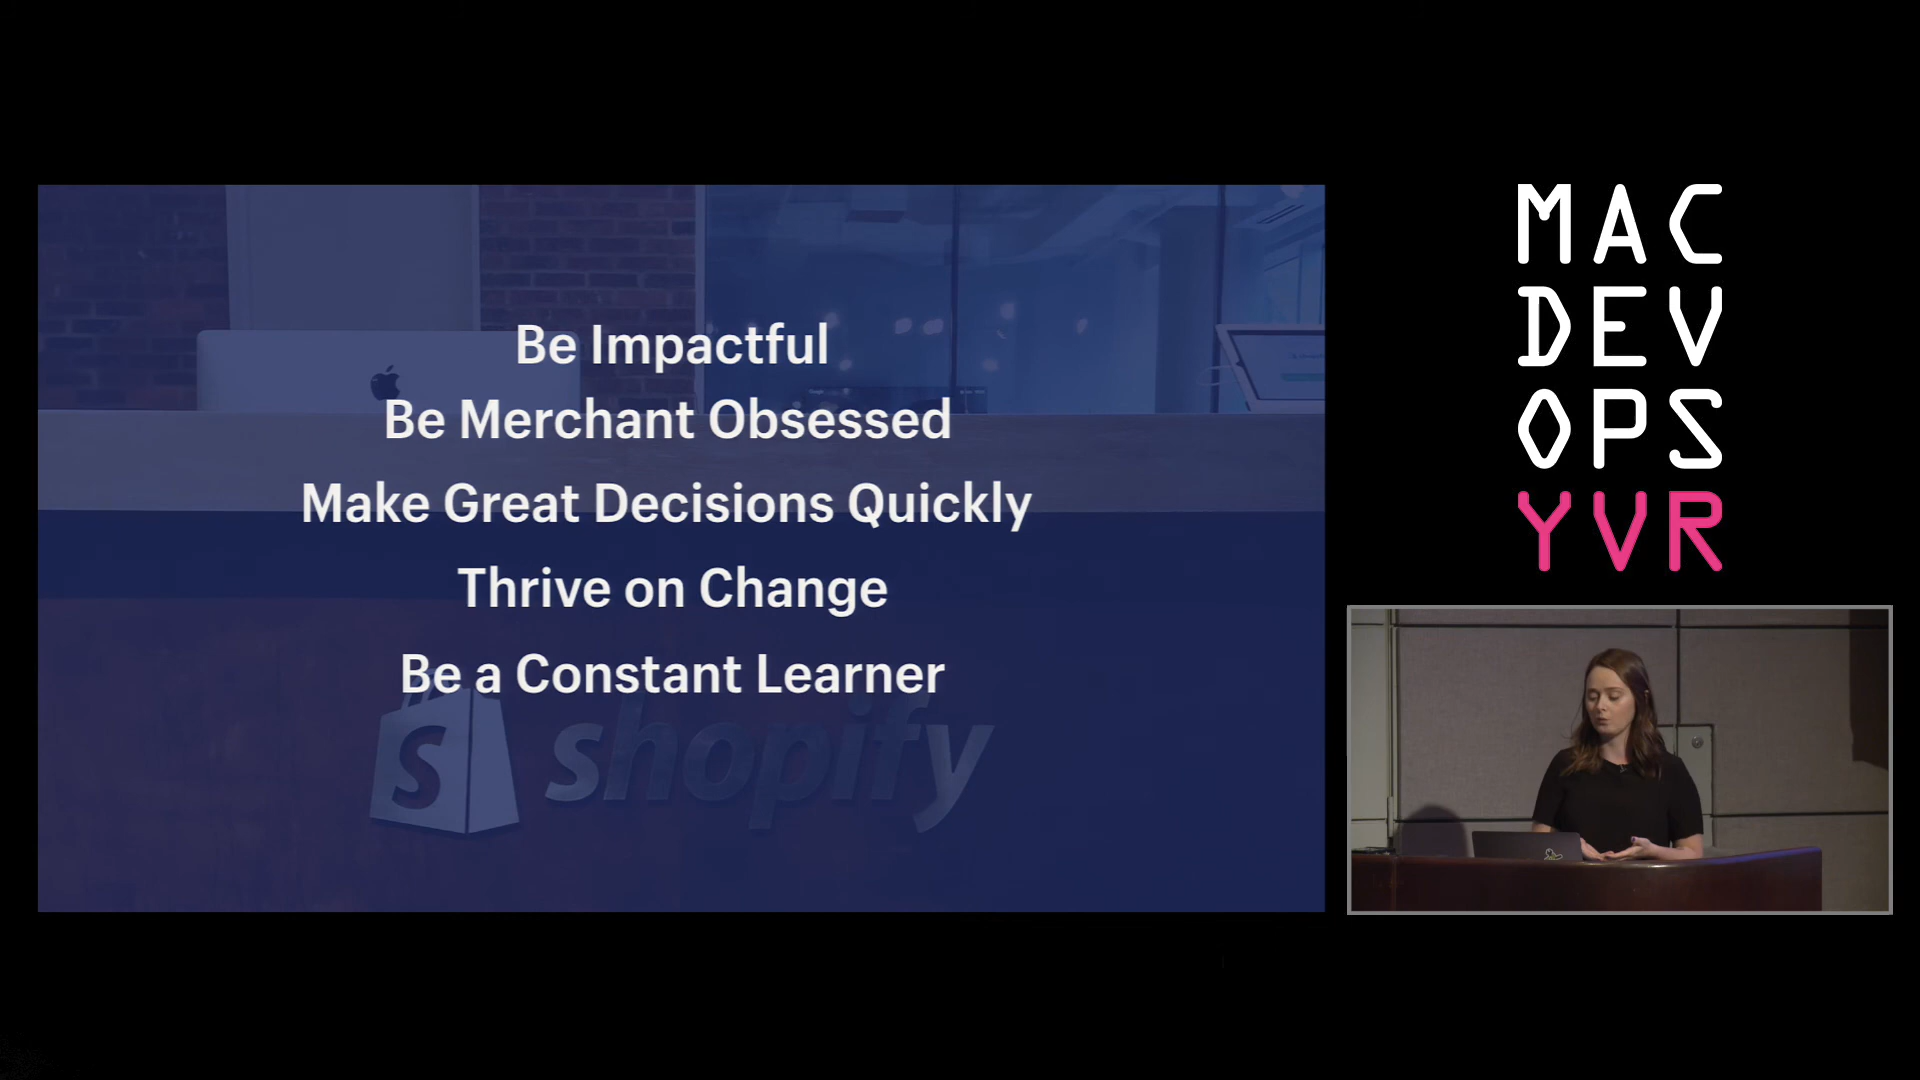 Be Impactful
Be Merchant Obsessed
Make Great Decisions Quickly
Thrive on Change
Be a Constant Learner
shopify
MAC
DEV
OPS
YVR